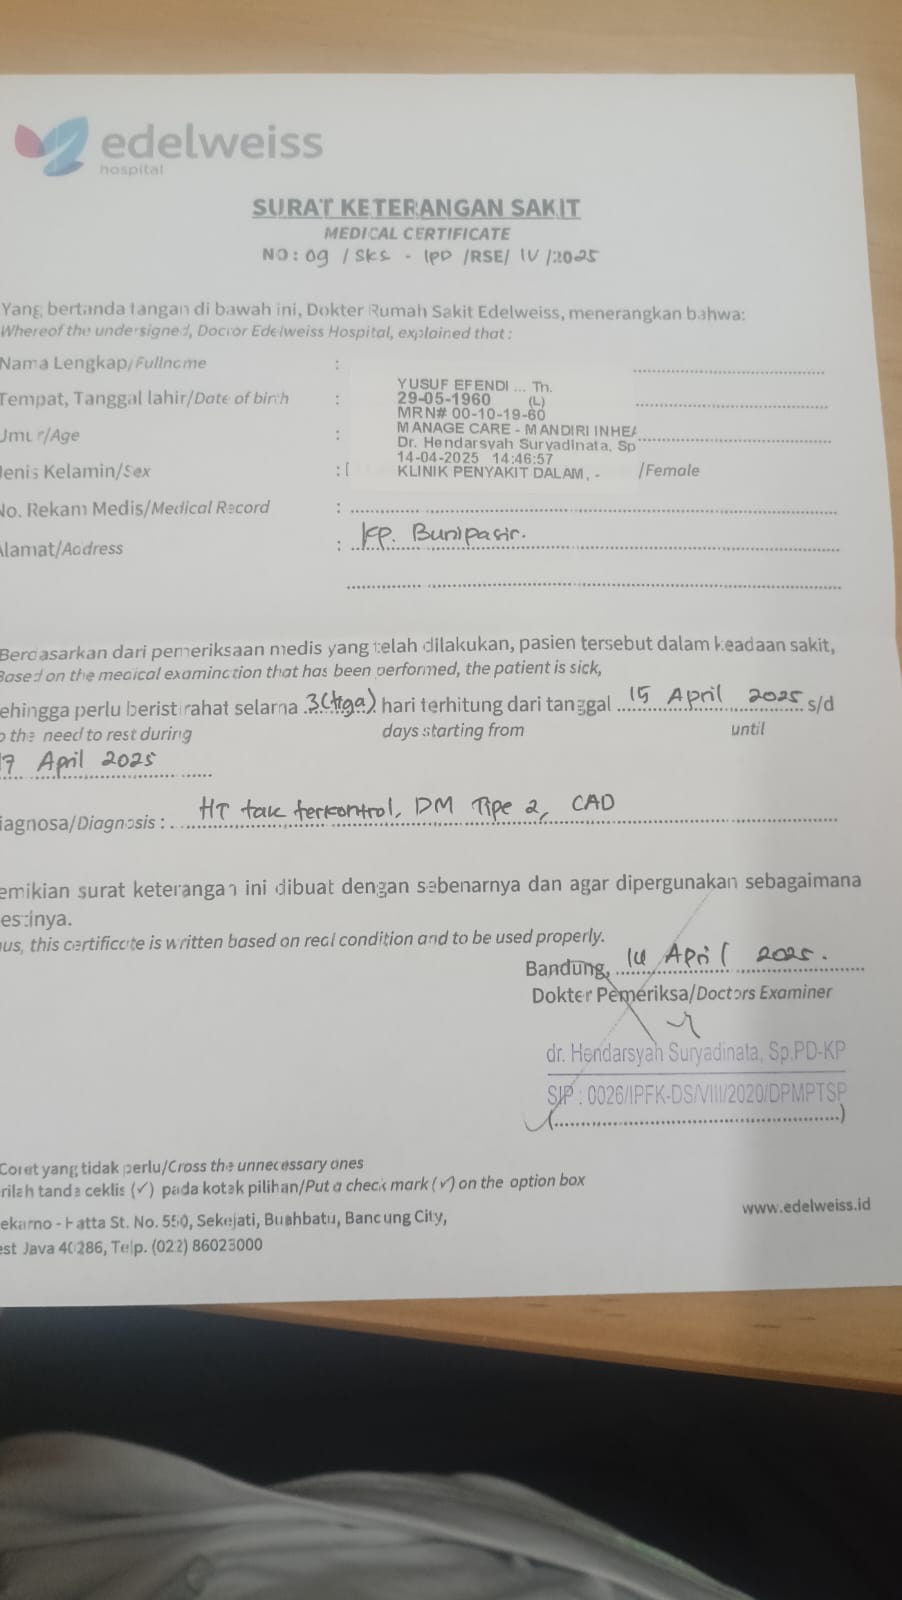 edelweiss
hospital
SURAT KETERANGAN SAKIT
MEDICAL CERTIFICATE
NO: 09 / SKS - IPD /RSE/ IV /2025
Yang bertanda tangan di bawah ini, Dokter Rumah Sakit Edelweiss, menerangkan bahwa:
Whereof the undersigned, Doctor Edelweiss Hospital, explained that :
Nama Lengkap/Fullname :
YUSUF EFENDI ... Tn.
Tempat, Tanggal lahir/Date of birth : 29-05-1960 (L)
MRN# 00-10-19-60
Umur/Age : MANAGE CARE - MANDIRI INHEA
Dr. Hendarsyah Suryadinata, Sp
14-04-2025 14:46:57
Jenis Kelamin/Sex : [ KLINIK PENYAKIT DALAM, - /Female
No. Rekam Medis/Medical Record :
Alamat/Address : Kp. Bunipasir.
Berdasarkan dari pemeriksaan medis yang telah dilakukan, pasien tersebut dalam keadaan sakit,
Based on the medical examination that has been performed, the patient is sick,
ehingga perlu beristirahat selama 3 (tiga) hari terhitung dari tanggal 15 April 2025 s/d
o the need to rest during days starting from until
17 April 2025
iagnosa/Diagnosis : HT tak terkontrol, DM Tipe 2, CAD
emikian surat keterangan ini dibuat dengan sebenarnya dan agar dipergunakan sebagaimana
estinya.
us, this certificate is written based on real condition and to be used properly.
Bandung, 14 April 2025.
Dokter Pemeriksa/Doctors Examiner
dr. Hendarsyah Suryadinata, Sp.PD-KP
SIP : 0026/IPFK-DS/VIII/2020/DPMPTSP
(........................................)
Coret yang tidak perlu/Cross the unnecessary ones
rilah tanda ceklis (✓) pada kotak pilihan/Put a check mark (✓) on the option box
ekarno - Hatta St. No. 550, Sekejati, Buahbatu, Bandung City,
est Java 40286, Telp. (022) 86023000
www.edelweiss.id